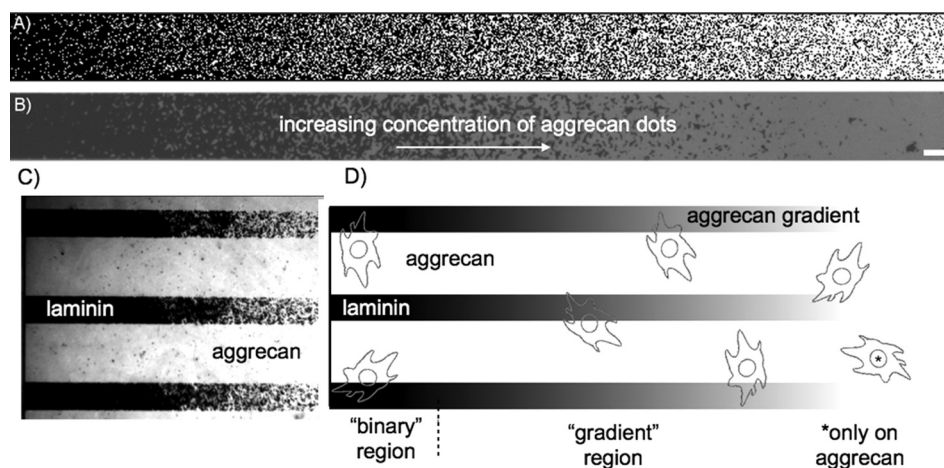 A)
B)
increasing concentration of aggrecan dots
C)
D)
laminin
aggrecan
aggrecan gradient
aggrecan
laminin
*
"binary"
region
"gradient"
region
*only on
aggrecan